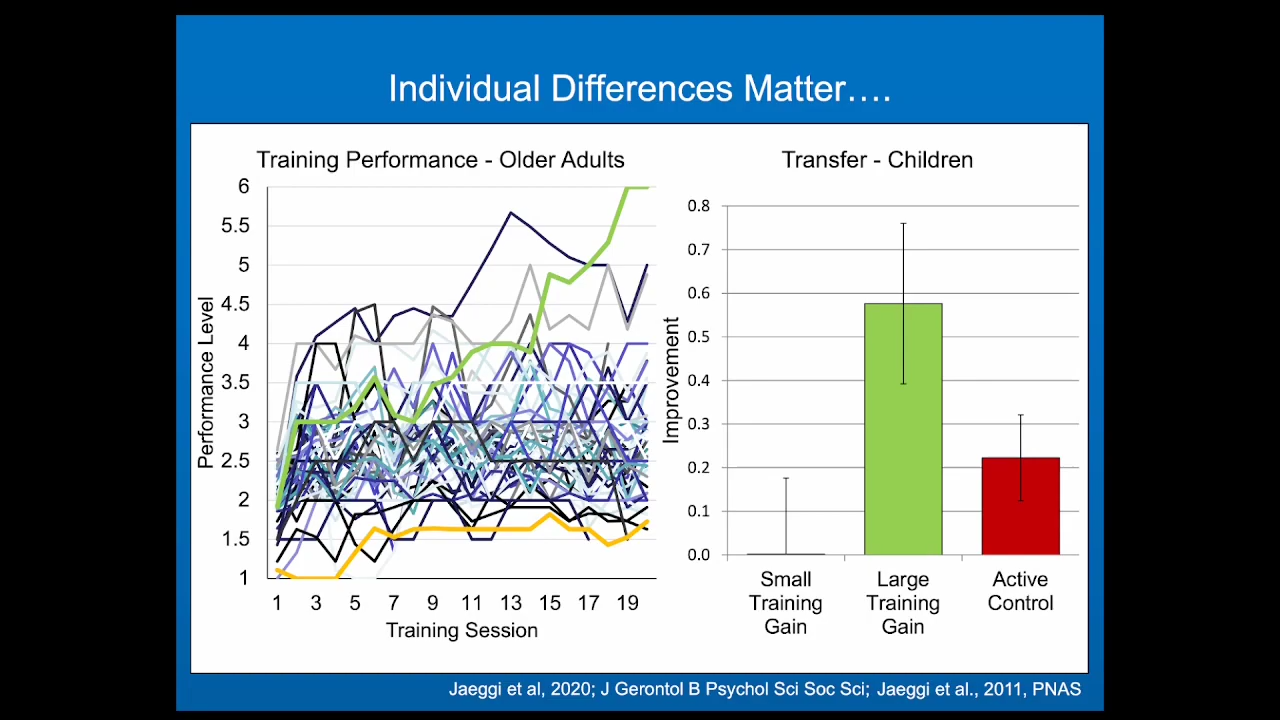 Individual Differences Matter….
Training Performance - Older Adults
Performance Level
6
5.5
5
4.5
4
3.5
3
2.5
2
1.5
1
1 3 5 7 9 11 13 15 17 19
Training Session
Transfer - Children
Improvement
0.8
0.7
0.6
0.5
0.4
0.3
0.2
0.1
0.0
Small
Training
Gain
Large
Training
Gain
Active
Control
Jaeggi et al, 2020; J Gerontol B Psychol Sci Soc Sci; Jaeggi et al., 2011, PNAS